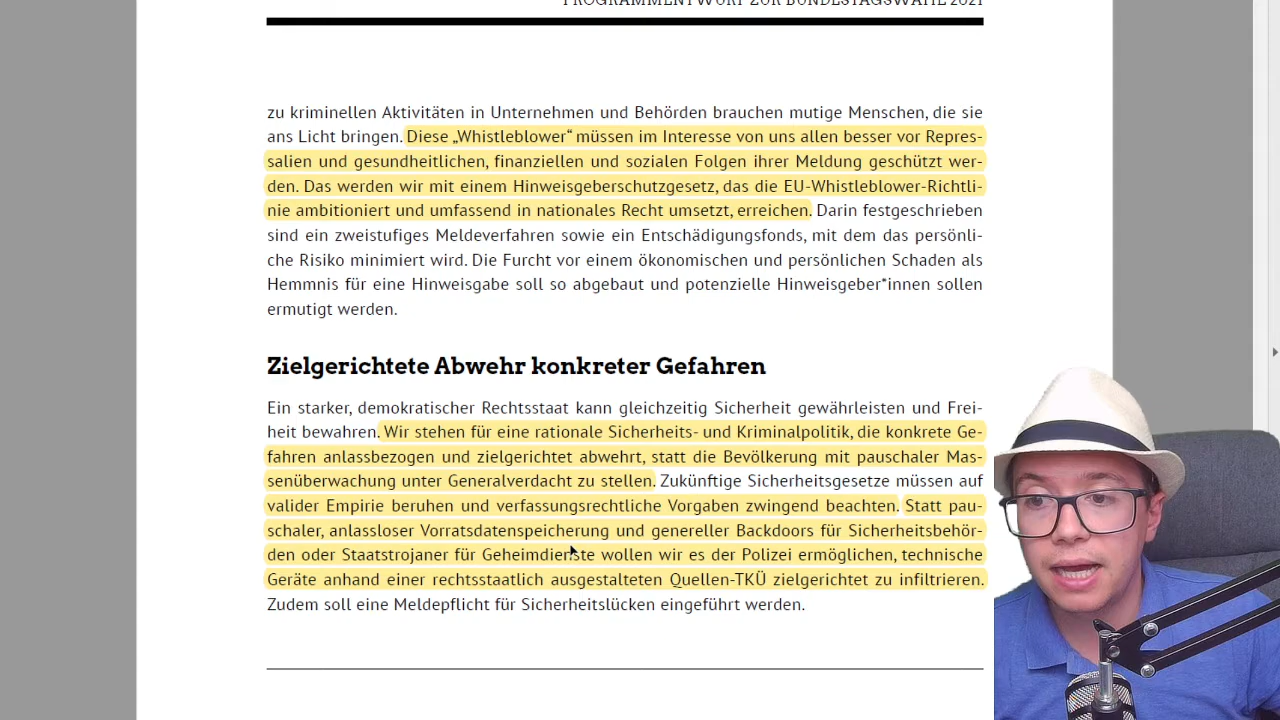 PROGRAMMENTWURF ZUR BUNDESTAGSWAHL 2021
zu kriminellen Aktivitäten in Unternehmen und Behörden brauchen mutige Menschen, die sie
ans Licht bringen. Diese „Whistleblower“ müssen im Interesse von uns allen besser vor Repres-
salien und gesundheitlichen, finanziellen und sozialen Folgen ihrer Meldung geschützt wer-
den. Das werden wir mit einem Hinweisgeberschutzgesetz, das die EU-Whistleblower-Richtli-
nie ambitioniert und umfassend in nationales Recht umsetzt, erreichen. Darin festgeschrieben
sind ein zweistufiges Meldeverfahren sowie ein Entschädigungsfonds, mit dem das persönli-
che Risiko minimiert wird. Die Furcht vor einem ökonomischen und persönlichen Schaden als
Hemmnis für eine Hinweisgabe soll so abgebaut und potenzielle Hinweisgeber*innen sollen
ermutigt werden.
Zielgerichtete Abwehr konkreter Gefahren
Ein starker, demokratischer Rechtsstaat kann gleichzeitig Sicherheit gewährleisten und Frei-
heit bewahren. Wir stehen für eine rationale Sicherheits- und Kriminalpolitik, die konkrete Ge-
fahren anlassbezogen und zielgerichtet abwehrt, statt die Bevölkerung mit pauschaler Mas-
senüberwachung unter Generalverdacht zu stellen. Zukünftige Sicherheitsgesetze müssen auf
valider Empirie beruhen und verfassungsrechtliche Vorgaben zwingend beachten. Statt pau-
schaler, anlassloser Vorratsdatenspeicherung und genereller Backdoors für Sicherheitsbehör-
den oder Staatstrojaner für Geheimdienste wollen wir es der Polizei ermöglichen, technische
Geräte anhand einer rechtsstaatlich ausgestalteten Quellen-TKÜ zielgerichtet zu infiltrieren.
Zudem soll eine Meldepflicht für Sicherheitslücken eingeführt werden.